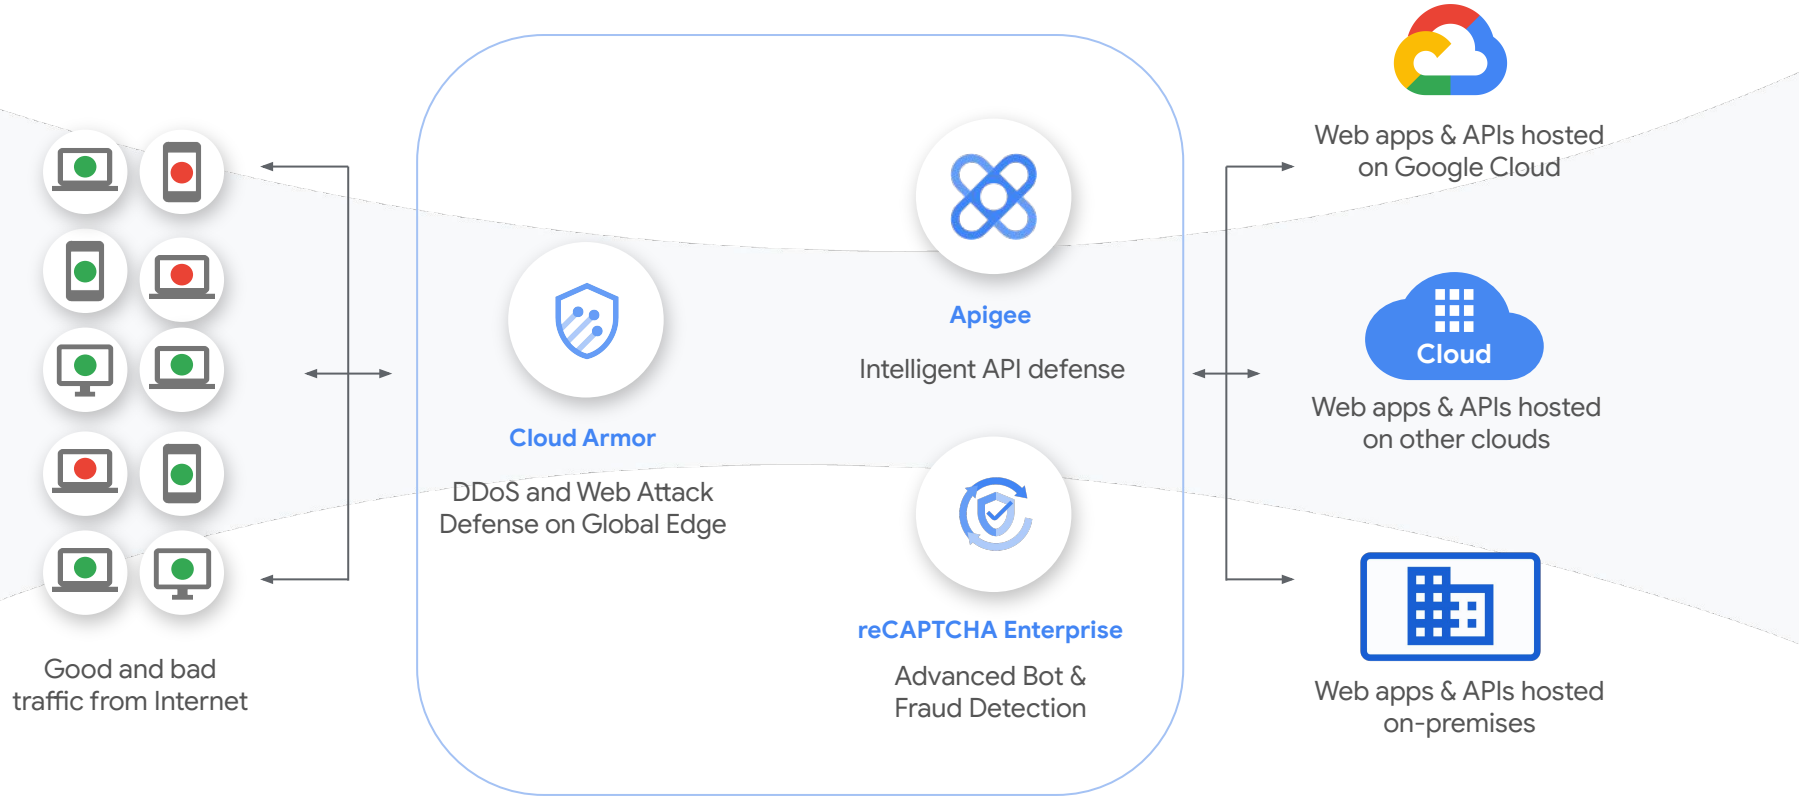 Good and bad
traffic from Internet
Cloud Armor
DDoS and Web Attack
Defense on Global Edge
Apigee
Intelligent API defense
reCAPTCHA Enterprise
Advanced Bot &
Fraud Detection
Web apps & APIs hosted
on Google Cloud
Cloud
Web apps & APIs hosted
on other clouds
Web apps & APIs hosted
on-premises